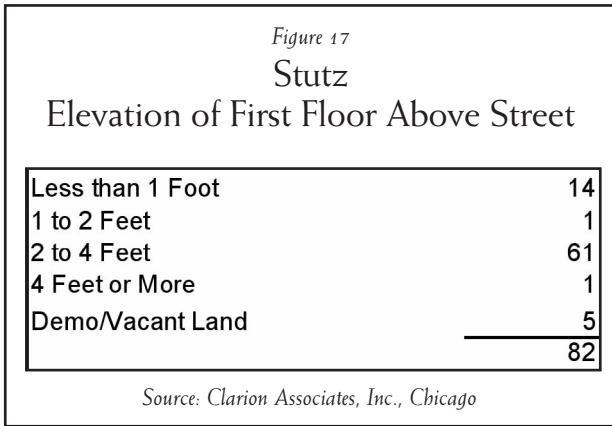 Figure 17
Stutz
Elevation of First Floor Above Street
Less than 1 Foot 14
1 to 2 Feet 1
2 to 4 Feet 61
4 Feet or More 1
Demo/Vacant Land 5
82
Source: Clarion Associates, Inc., Chicago